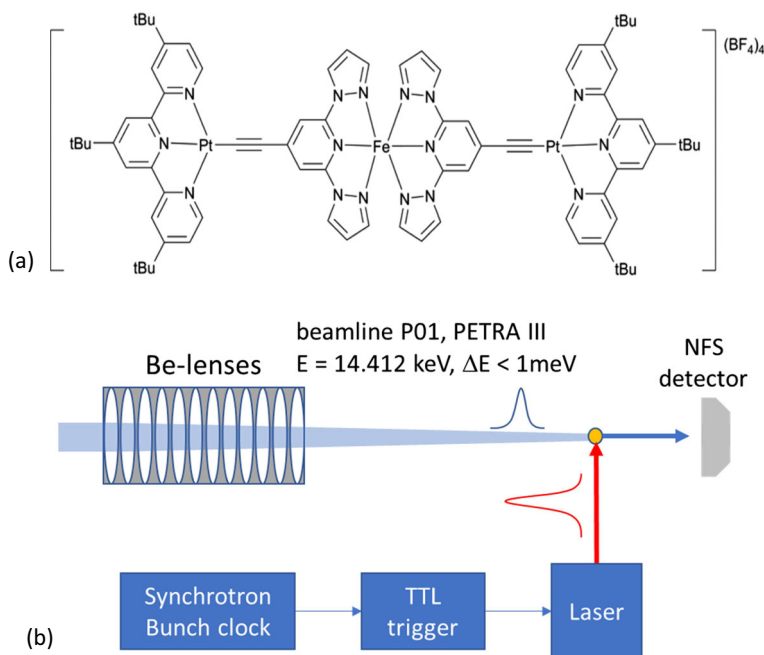 tBu
tBu
(BF4)4
N
N
N
N
N
N
N
tBu
N
Pt
N
Fe
N
Pt
N
tBu
N
N
N
N
N
N
N
(a)
tBu
tBu
beamline P01, PETRA III
E = 14.412 keV, ΔE < 1meV
Be-lenses
NFS
detector
Synchrotron
Bunch clock
TTL
trigger
Laser
(b)